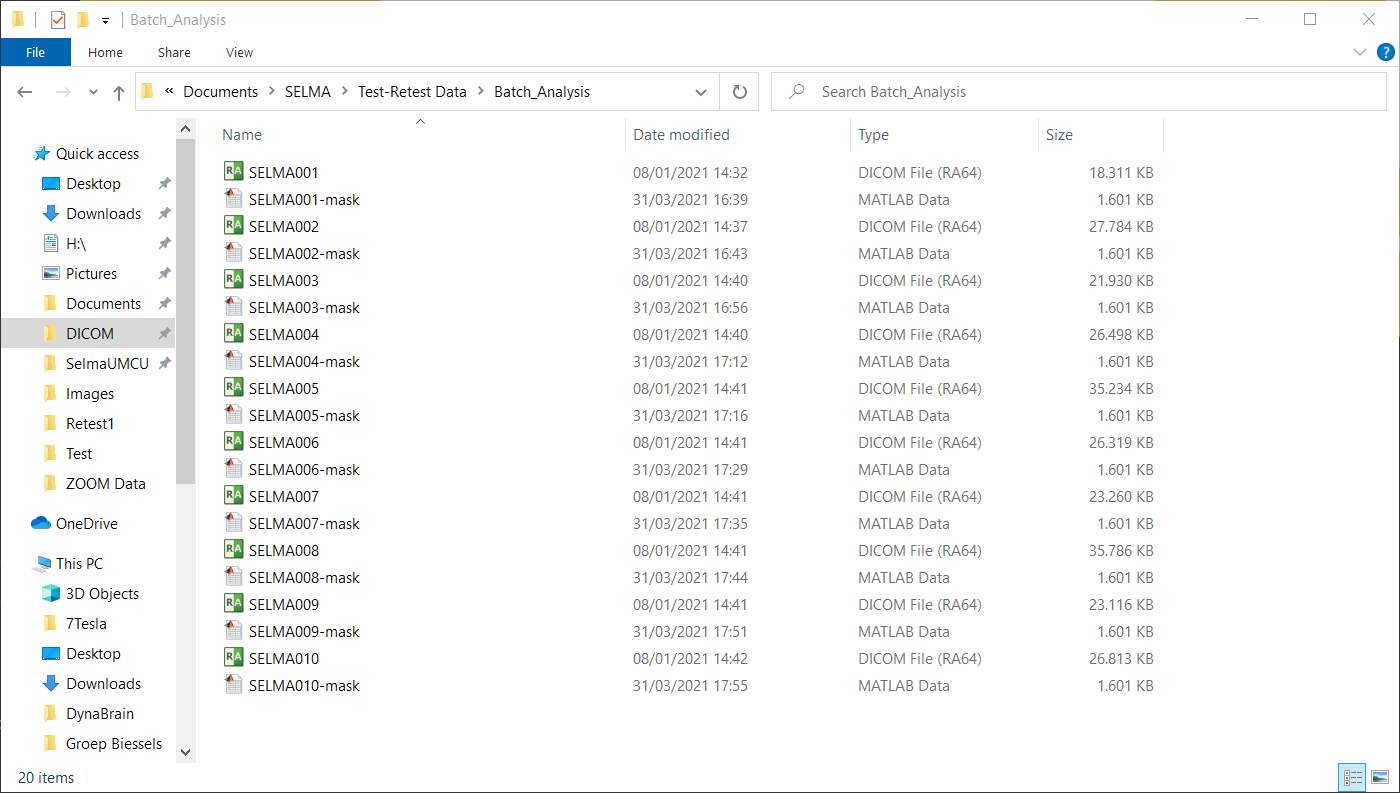 Batch_Analysis
File Home Share View
« Documents > SELMA > Test-Retest Data > Batch_Analysis Search Batch_Analysis
Name Date modified Type Size
Quick access
Desktop
Downloads
H:\
Pictures
Documents
DICOM
SelmaUMCU
Images
Retest1
Test
ZOOM Data
OneDrive
This PC
3D Objects
7Tesla
Desktop
Downloads
DynaBrain
Groep Biessels
SELMA001 08/01/2021 14:32 DICOM File (RA64) 18.311 KB
SELMA001-mask 31/03/2021 16:39 MATLAB Data 1.601 KB
SELMA002 08/01/2021 14:37 DICOM File (RA64) 27.784 KB
SELMA002-mask 31/03/2021 16:43 MATLAB Data 1.601 KB
SELMA003 08/01/2021 14:40 DICOM File (RA64) 21.930 KB
SELMA003-mask 31/03/2021 16:56 MATLAB Data 1.601 KB
SELMA004 08/01/2021 14:40 DICOM File (RA64) 26.498 KB
SELMA004-mask 31/03/2021 17:12 MATLAB Data 1.601 KB
SELMA005 08/01/2021 14:41 DICOM File (RA64) 35.234 KB
SELMA005-mask 31/03/2021 17:16 MATLAB Data 1.601 KB
SELMA006 08/01/2021 14:41 DICOM File (RA64) 26.319 KB
SELMA006-mask 31/03/2021 17:29 MATLAB Data 1.601 KB
SELMA007 08/01/2021 14:41 DICOM File (RA64) 23.260 KB
SELMA007-mask 31/03/2021 17:35 MATLAB Data 1.601 KB
SELMA008 08/01/2021 14:41 DICOM File (RA64) 35.786 KB
SELMA008-mask 31/03/2021 17:44 MATLAB Data 1.601 KB
SELMA009 08/01/2021 14:41 DICOM File (RA64) 23.116 KB
SELMA009-mask 31/03/2021 17:51 MATLAB Data 1.601 KB
SELMA010 08/01/2021 14:42 DICOM File (RA64) 26.813 KB
SELMA010-mask 31/03/2021 17:55 MATLAB Data 1.601 KB
20 items